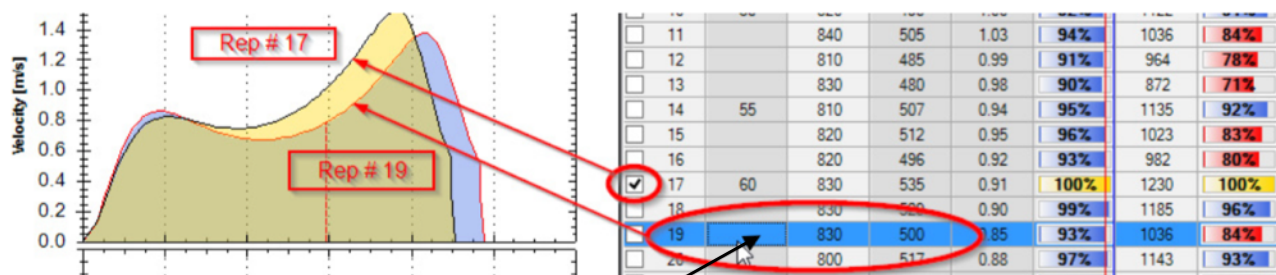 Velocity [m/s]
1.4
1.2
1.0
0.8
0.6
0.4
0.2
0.0
Rep # 17
Rep # 19
11 840 505 1.03 94% 1036 84%
12 810 485 0.99 91% 964 78%
13 830 480 0.98 90% 872 71%
14 55 810 507 0.94 95% 1135 92%
15 820 512 0.95 96% 1023 83%
16 820 496 0.92 93% 982 80%
17 60 830 535 0.91 100% 1230 100%
18 830 0.90 99% 1185 96%
19 830 500 0.85 93% 1036 84%
800 517 0.88 97% 1143 93%